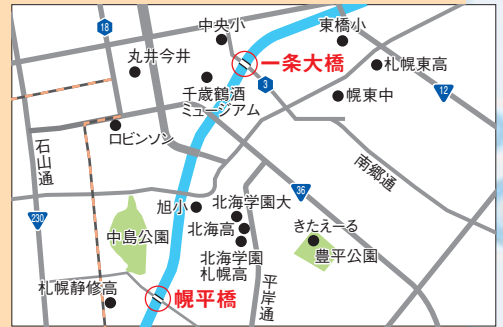 中央小
東橋小
18
丸井今井
一条大橋
札幌東高
千歳鶴酒
ミュージアム
3
幌東中
12
ロビンソン
石山通
南郷通
36
旭小
北海学園大
230
中島公園
北海高
きたえーる
北海学園
札幌高
豊平公園
平岸通
札幌静修高
幌平橋